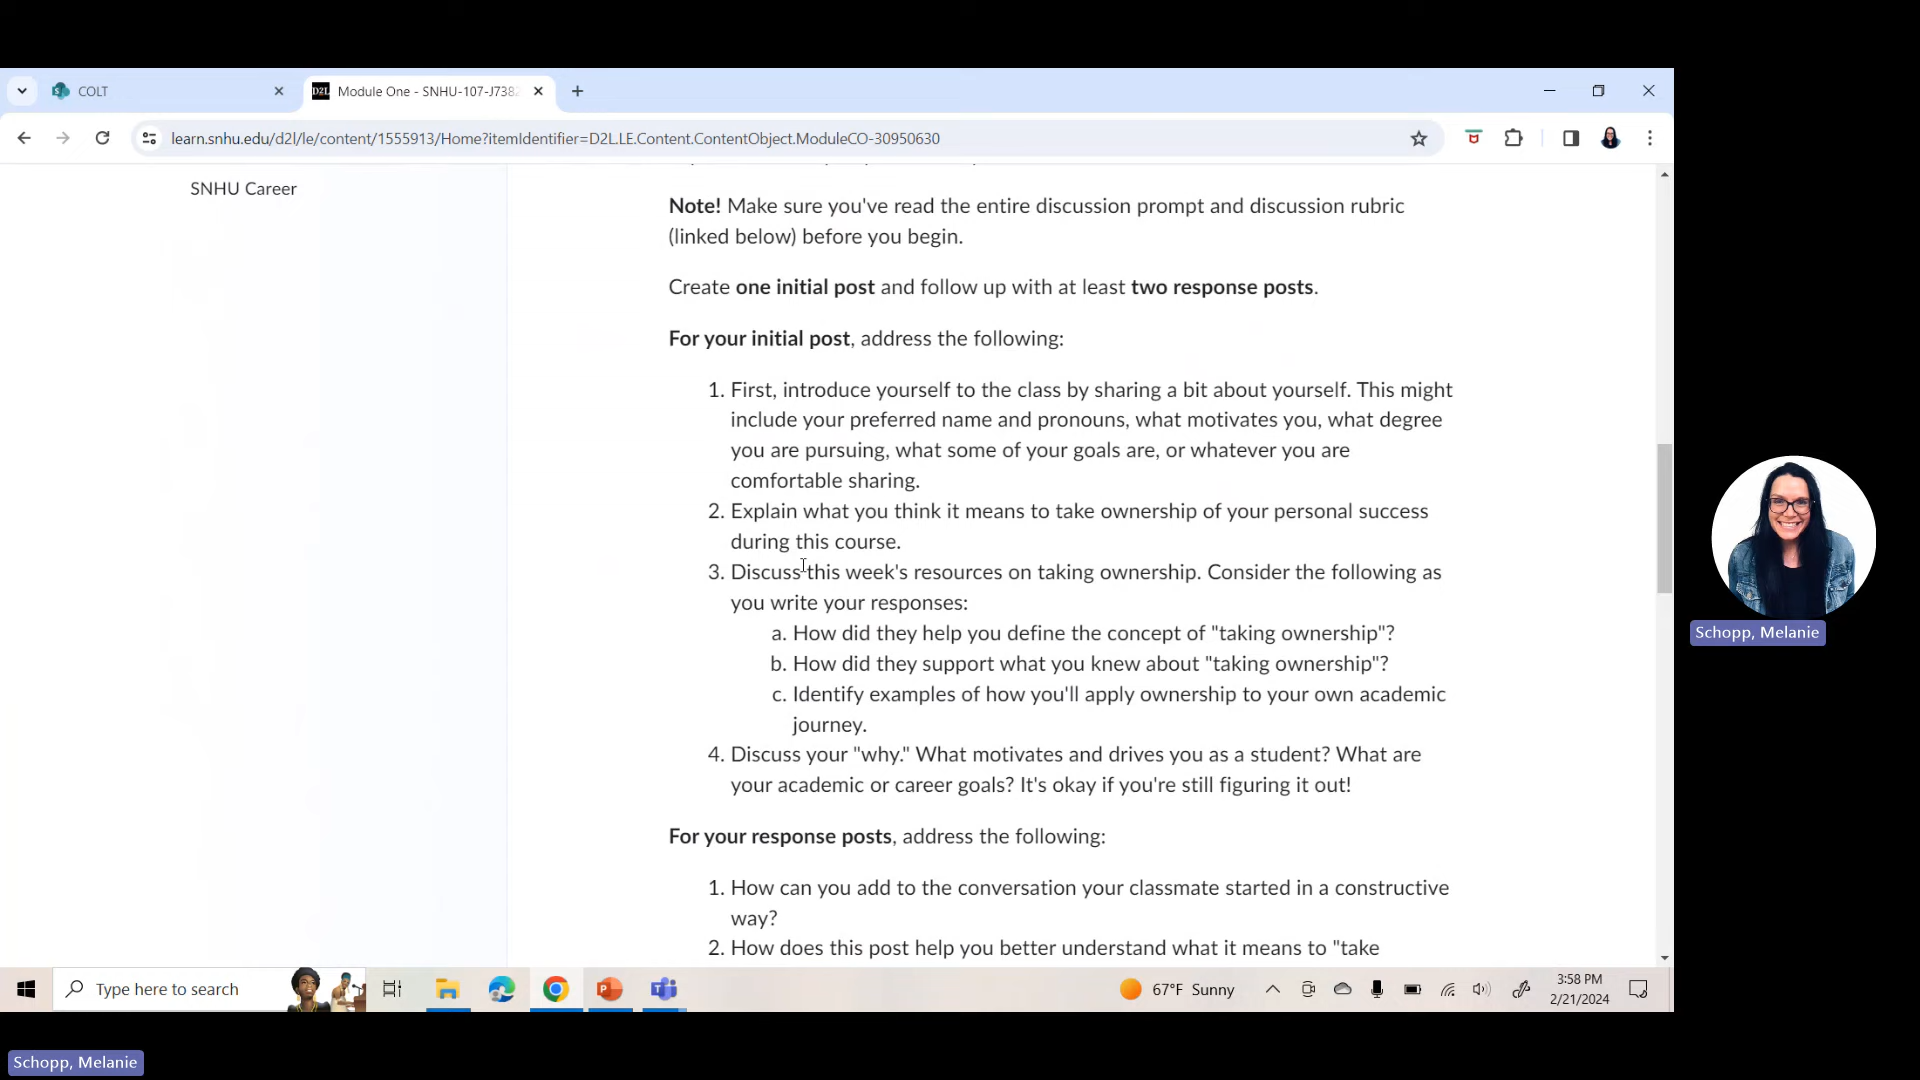 COLT
D2L
Module One - SNHU-107-J738
learn.snhu.edu/d2l/le/content/1555913/Home?itemIdentifier=D2L.LE.Content.ContentObject.ModuleCO-30950630
SNHU Career
Note! Make sure you've read the entire discussion prompt and discussion rubric
(linked below) before you begin.
Create one initial post and follow up with at least two response posts.
For your initial post, address the following:
1. First, introduce yourself to the class by sharing a bit about yourself. This might
include your preferred name and pronouns, what motivates you, what degree
you are pursuing, what some of your goals are, or whatever you are
comfortable sharing.
2. Explain what you think it means to take ownership of your personal success
during this course.
3. Discuss this week's resources on taking ownership. Consider the following as
you write your responses:
a. How did they help you define the concept of "taking ownership"?
b. How did they support what you knew about "taking ownership"?
c. Identify examples of how you'll apply ownership to your own academic
journey.
4. Discuss your "why." What motivates and drives you as a student? What are
your academic or career goals? It's okay if you're still figuring it out!
For your response posts, address the following:
1. How can you add to the conversation your classmate started in a constructive
way?
2. How does this post help you better understand what it means to "take
Schopp, Melanie
Type here to search
67°F Sunny
3:58 PM
2/21/2024
Schopp, Melanie